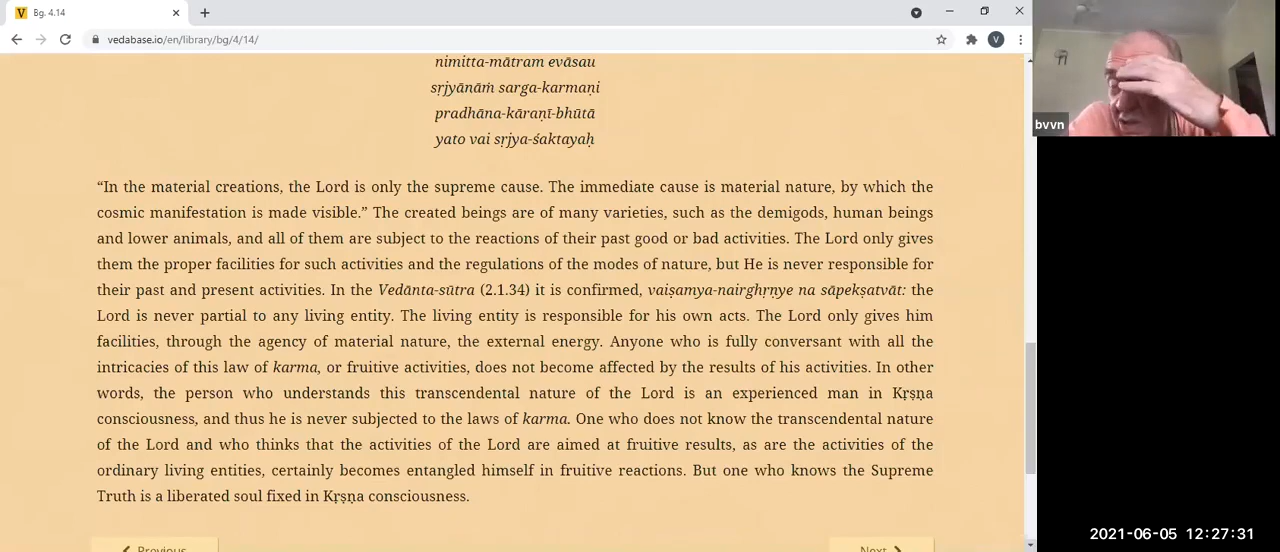 Bg. 4.14
vedabase.io/en/library/bg/4/14/
V
nimitta-mātram evāsau
sṛjyānāṁ sarga-karmaṇi
pradhāna-kāraṇī-bhūtā
yato vai sṛjya-śaktayaḥ
“In the material creations, the Lord is only the supreme cause. The immediate cause is material nature, by which the
cosmic manifestation is made visible.” The created beings are of many varieties, such as the demigods, human beings
and lower animals, and all of them are subject to the reactions of their past good or bad activities. The Lord only gives
them the proper facilities for such activities and the regulations of the modes of nature, but He is never responsible for
their past and present activities. In the Vedānta-sūtra (2.1.34) it is confirmed, vaiṣamya-nairghṛṇye na sāpekṣatvāt: the
Lord is never partial to any living entity. The living entity is responsible for his own acts. The Lord only gives him
facilities, through the agency of material nature, the external energy. Anyone who is fully conversant with all the
intricacies of this law of karma, or fruitive activities, does not become affected by the results of his activities. In other
words, the person who understands this transcendental nature of the Lord is an experienced man in Kṛṣṇa
consciousness, and thus he is never subjected to the laws of karma. One who does not know the transcendental nature
of the Lord and who thinks that the activities of the Lord are aimed at fruitive results, as are the activities of the
ordinary living entities, certainly becomes entangled himself in fruitive reactions. But one who knows the Supreme
Truth is a liberated soul fixed in Kṛṣṇa consciousness.
Previous
Next
bvvn
2021-06-05 12:27:31